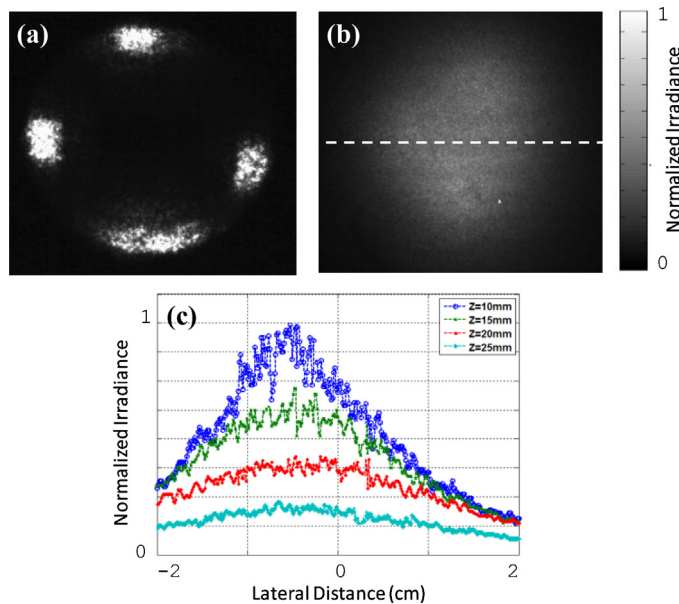 (a)
(b)
1
0
Normalized Irradiance
(c)
1
0
Normalized Irradiance
Z=10mm
Z=15mm
Z=20mm
Z=25mm
-2
0
2
Lateral Distance (cm)